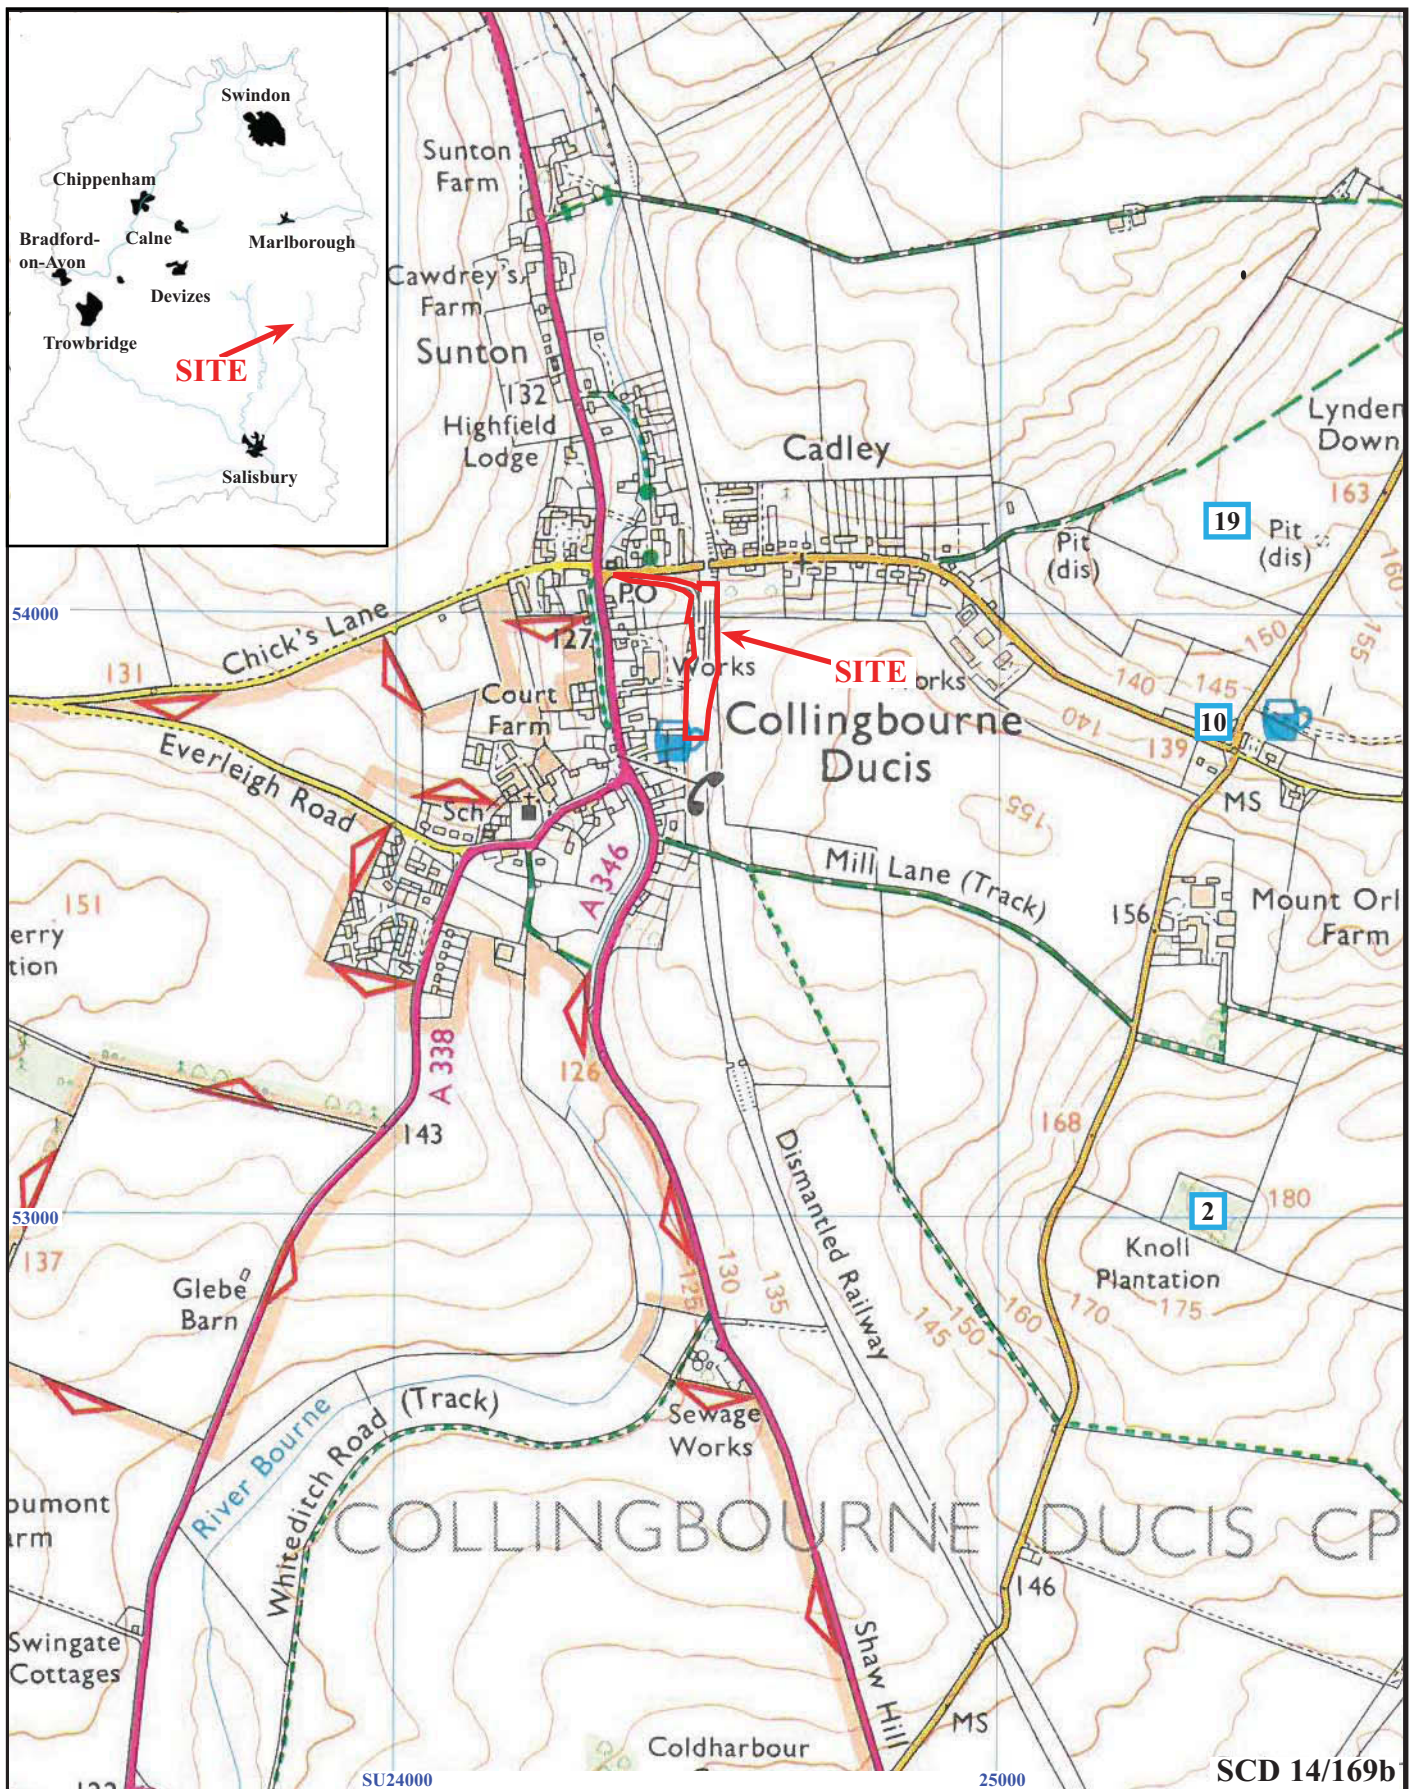 Swindon
Chippenham
Calne
Marlborough
Bradford-
on-Avon
Devizes
Trowbridge
SITE
Salisbury
Sunton
Farm
Cawdrey's
Farm
Sunton
132
Highfield
Lodge
Cadley
Lynden
Down
163
19
Pit
(dis)
Pit
(dis)
160
54000
PO
127
Chick's Lane
131
Works
SITE
orks
150
155
140
145
140
Court
Farm
Collingbourne
Ducis
10
139
Everleigh Road
Sch
MS
155
A 346
Mill Lane (Track)
151
erry
tion
156
Mount Orl
Farm
A 338
126
143
168
Dismantled Railway
53000
2
180
137
Knoll
Plantation
Glebe
Barn
125
130
135
145
150
160
170
175
River Bourne
Whiteditch Road (Track)
Sewage
Works
oumont
arm
COLLINGBOURNE DUCIS CP
146
Swingate
Cottages
Shaw Hill
MS
Coldharbour
SU24000
25000
SCD 14/169b